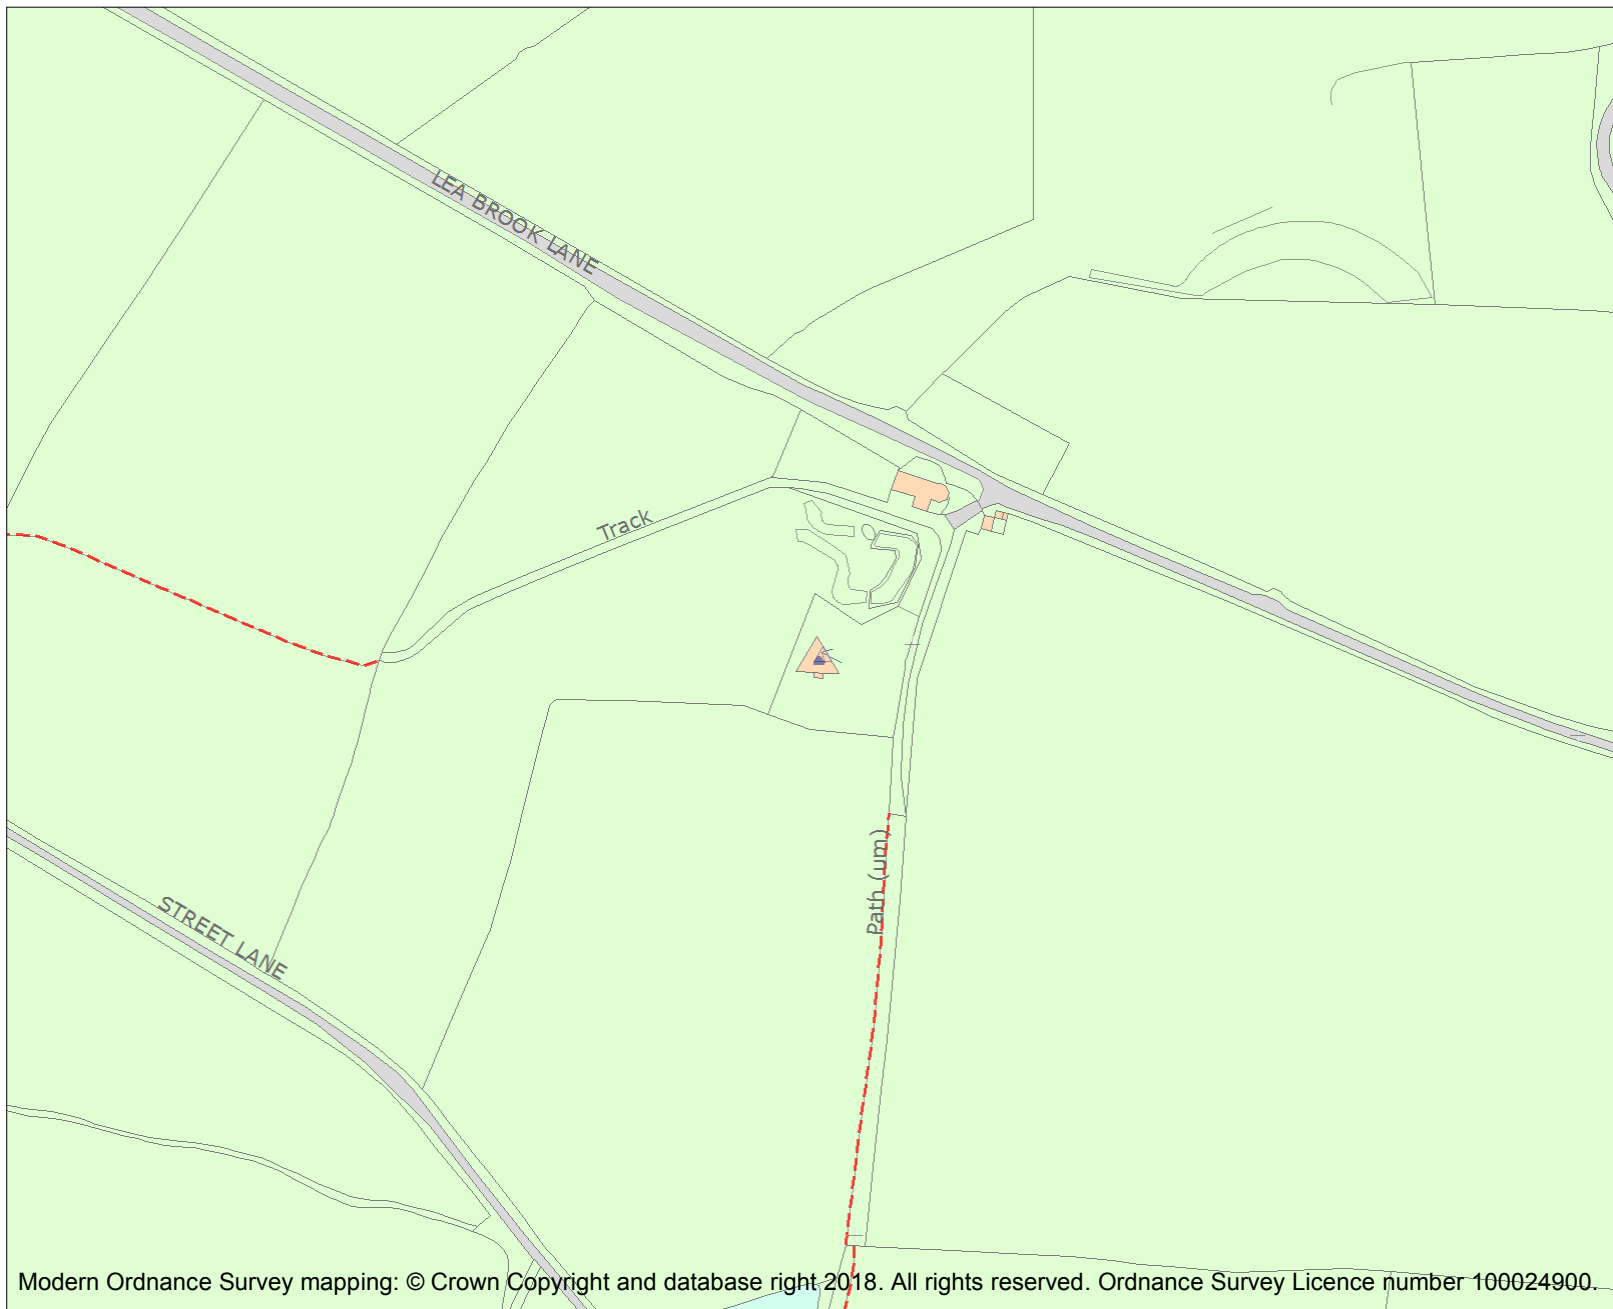 LEA BROOK LANE
Track
Path (um)
STREET LANE
Modern Ordnance Survey mapping: © Crown Copyright and database right 2018. All rights reserved. Ordnance Survey Licence number 100024900.